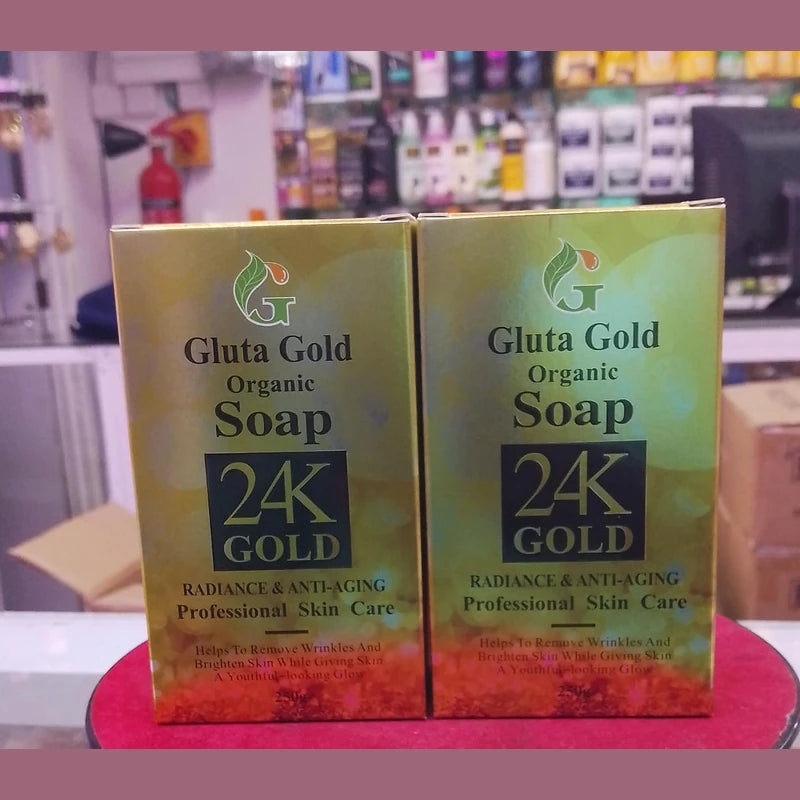 Gluta Gold
Organic
Soap
24K
GOLD
RADIANCE & ANTI-AGING
Professional Skin Care
Helps To Remove Wrinkles And
Brighten Skin While Giving Skin
A Youthful-looking Glow
250g
Gluta Gold
Organic
Soap
24K
GOLD
RADIANCE & ANTI-AGING
Professional Skin Care
Helps To Remove Wrinkles And
Brighten Skin While Giving Skin
A Youthful-looking Glow
250g